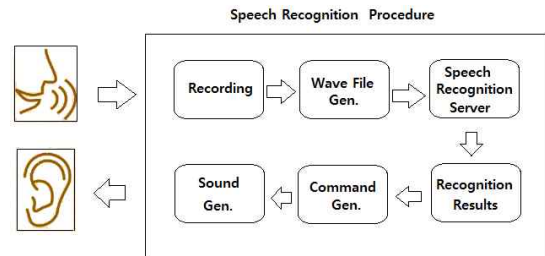 Speech Recognition Procedure
Recording
Wave File
Gen.
Speech
Recognition
Server
Sound
Gen.
Command
Gen.
Recognition
Results